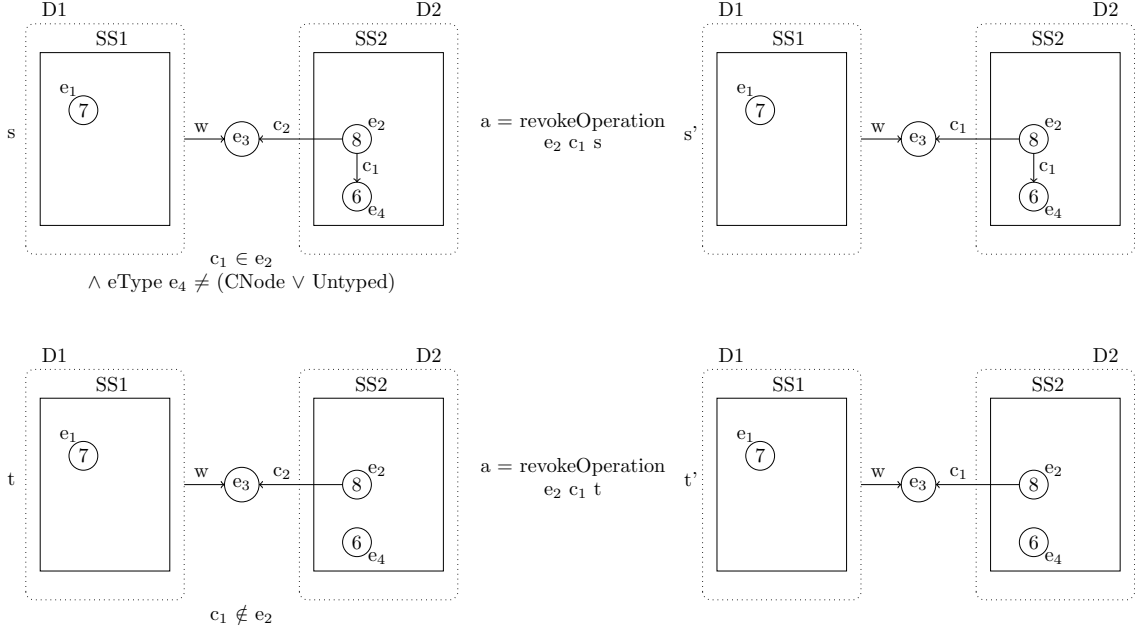 D1 D2 D1 D2
SS1 SS2 SS1 SS2
e₁ e₁
7 7
s w e₃ c₂ 8 e₂ a = revokeOperation s' w e₃ c₁ 8 e₂
e₂ c₁ s
c₁ c₁
6 e₄ 6 e₄
c₁ ∈ e₂
∧ eType e₄ ≠ (CNode ∨ Untyped)
D1 D2 D1 D2
SS1 SS2 SS1 SS2
e₁ e₁
7 7
t w e₃ c₂ 8 e₂ a = revokeOperation t' w e₃ c₁ 8 e₂
e₂ c₁ t
6 e₄ 6 e₄
c₁ ∉ e₂